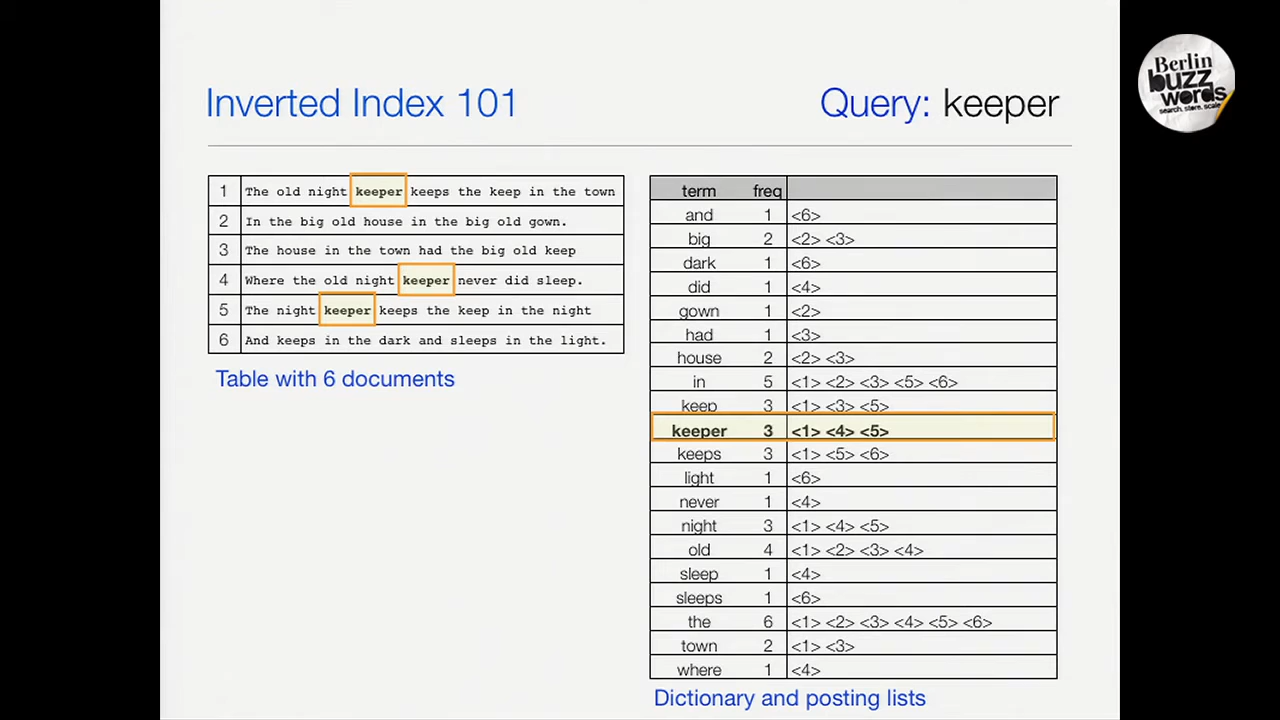 Inverted Index 101
Query: keeper
Berlin
buzz
words
search. store. scale.
1 The old night keeper keeps the keep in the town
2 In the big old house in the big old gown.
3 The house in the town had the big old keep
4 Where the old night keeper never did sleep.
5 The night keeper keeps the keep in the night
6 And keeps in the dark and sleeps in the light.
Table with 6 documents
term freq
and 1 <6>
big 2 <2> <3>
dark 1 <6>
did 1 <4>
gown 1 <2>
had 1 <3>
house 2 <2> <3>
in 5 <1> <2> <3> <5> <6>
keep 3 <1> <3> <5>
keeper 3 <1> <4> <5>
keeps 3 <1> <5> <6>
light 1 <6>
never 1 <4>
night 3 <1> <4> <5>
old 4 <1> <2> <3> <4>
sleep 1 <4>
sleeps 1 <6>
the 6 <1> <2> <3> <4> <5> <6>
town 2 <1> <3>
where 1 <4>
Dictionary and posting lists